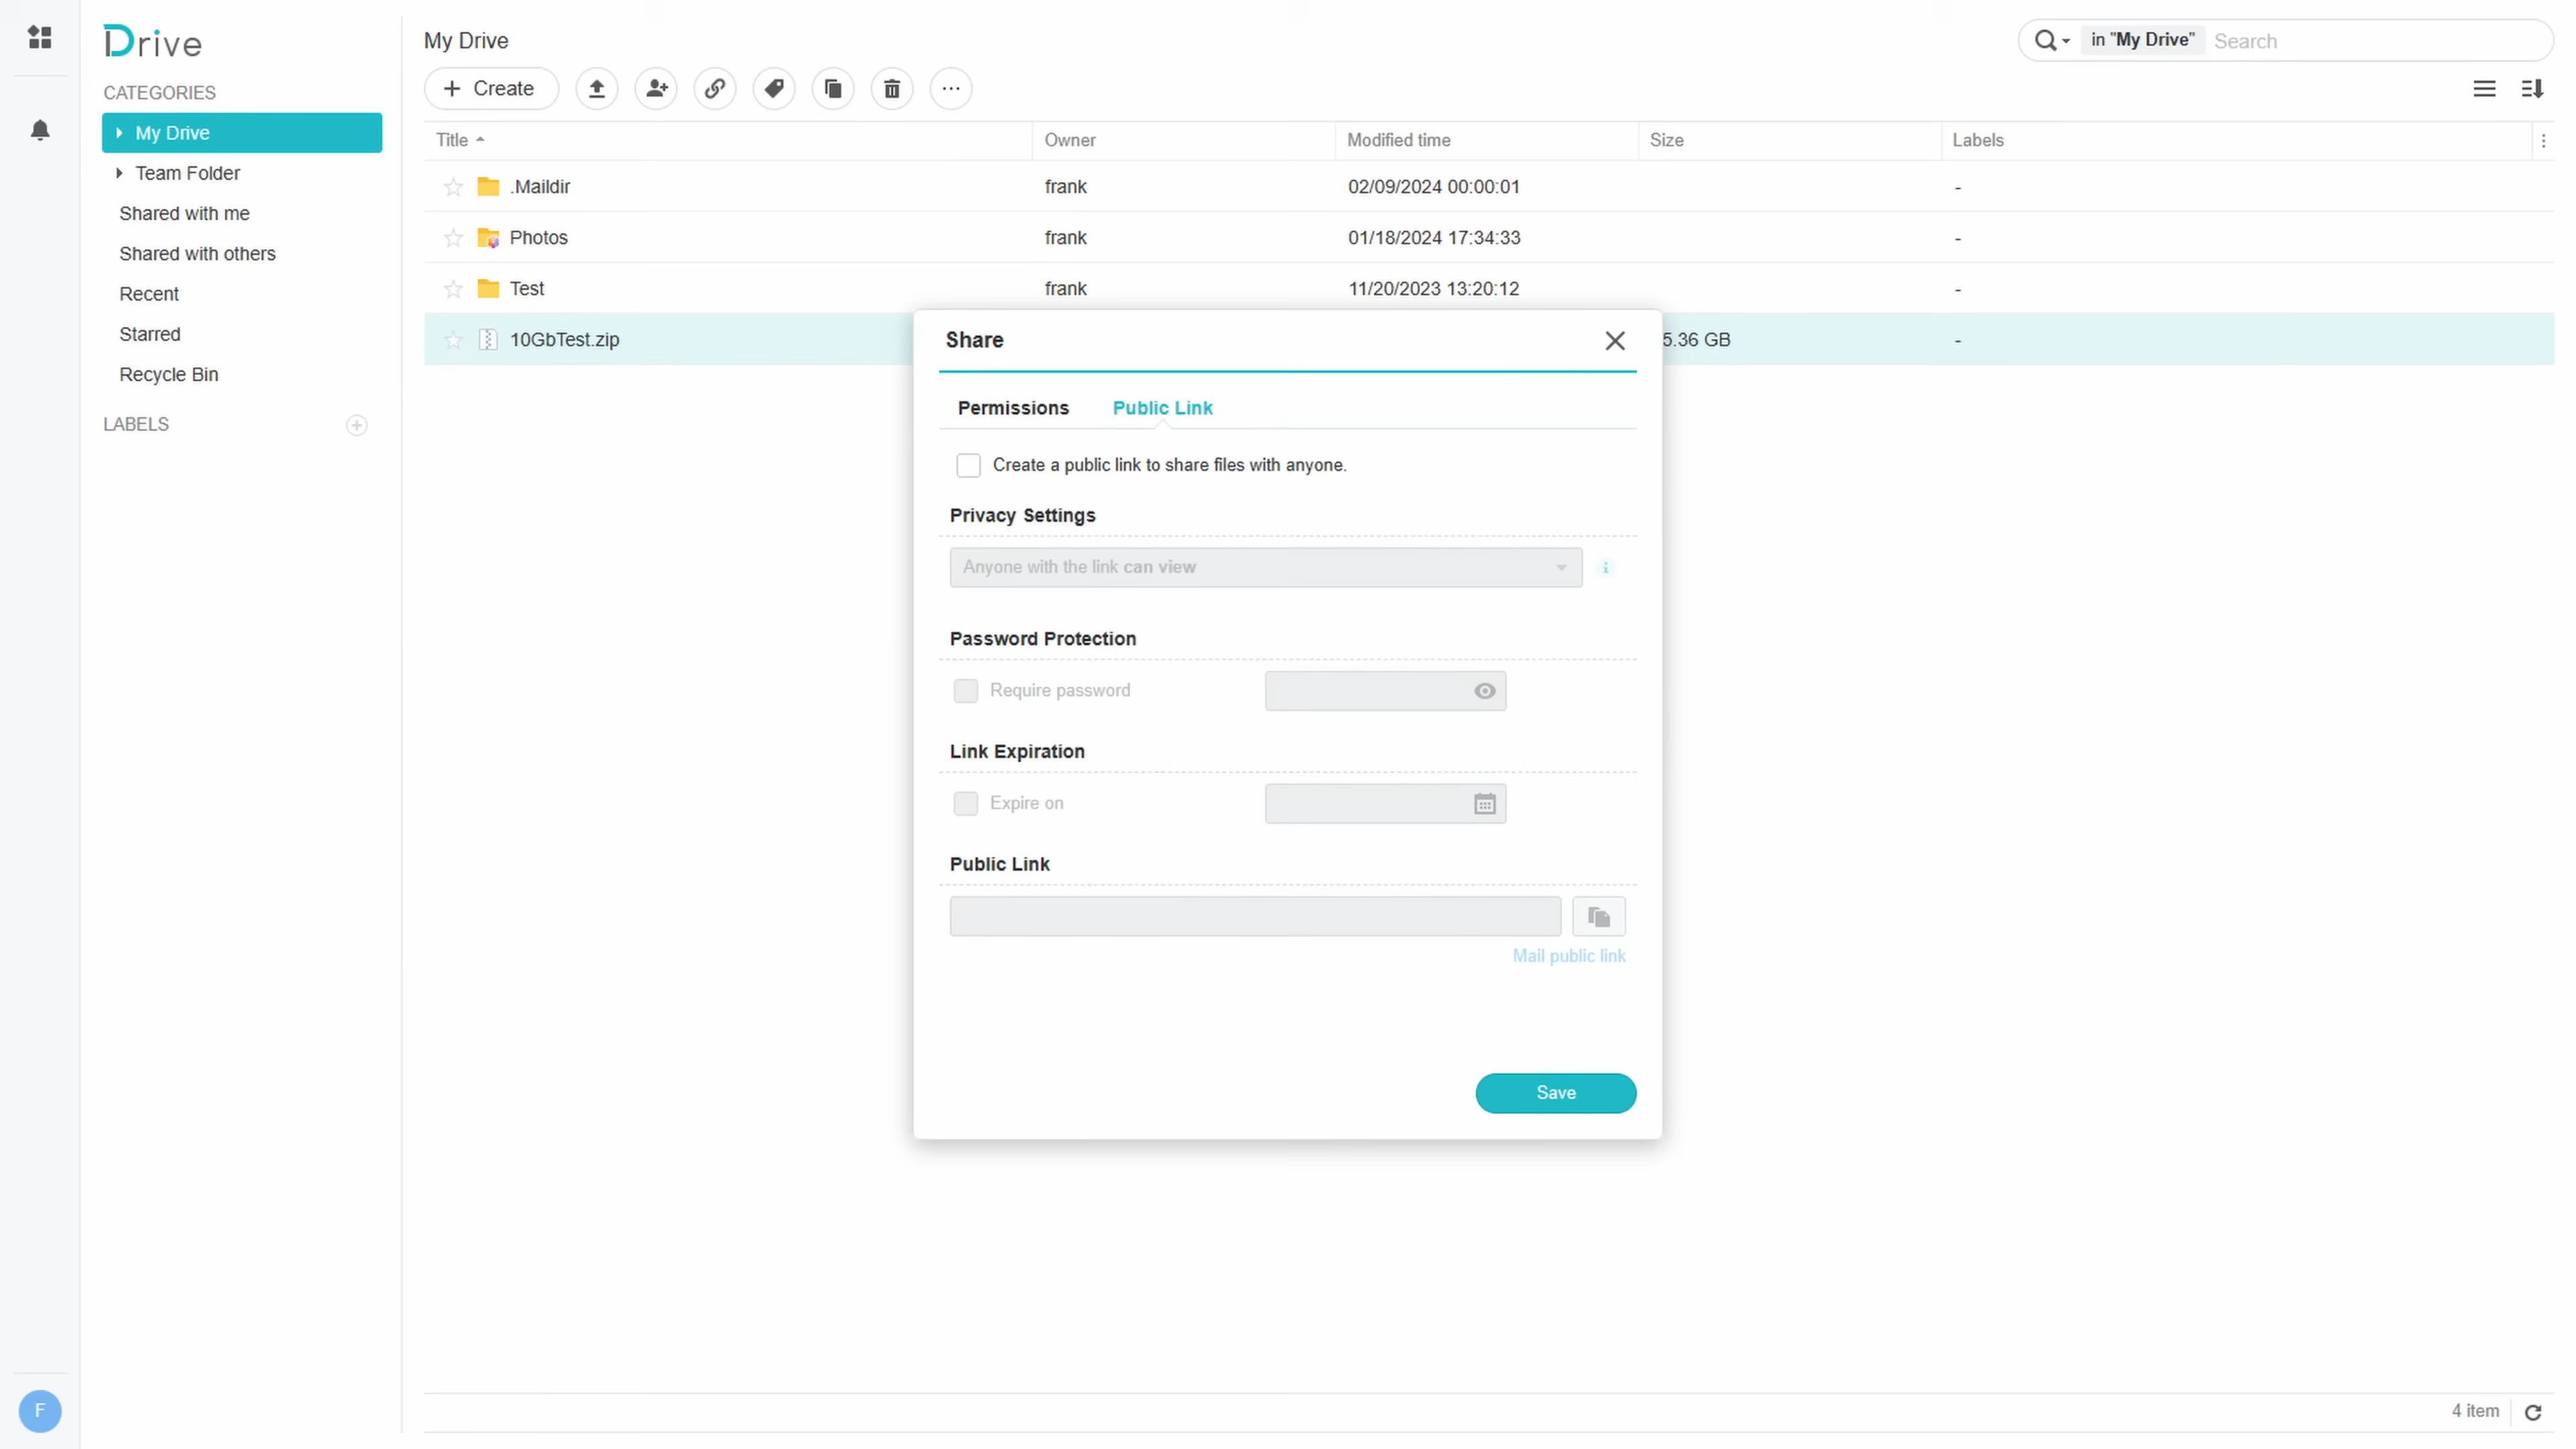 Drive
CATEGORIES
My Drive
Team Folder
Shared with me
Shared with others
Recent
Starred
Recycle Bin
LABELS
F
My Drive
in "My Drive" Search
+ Create
Title Owner Modified time Size Labels
.Maildir frank 02/09/2024 00:00:01 -
Photos frank 01/18/2024 17:34:33 -
Test frank 11/20/2023 13:20:12 -
10GbTest.zip 5.36 GB -
Share
Permissions Public Link
Create a public link to share files with anyone.
Privacy Settings
Anyone with the link can view
Password Protection
Require password
Link Expiration
Expire on
Public Link
Mail public link
Save
4 item